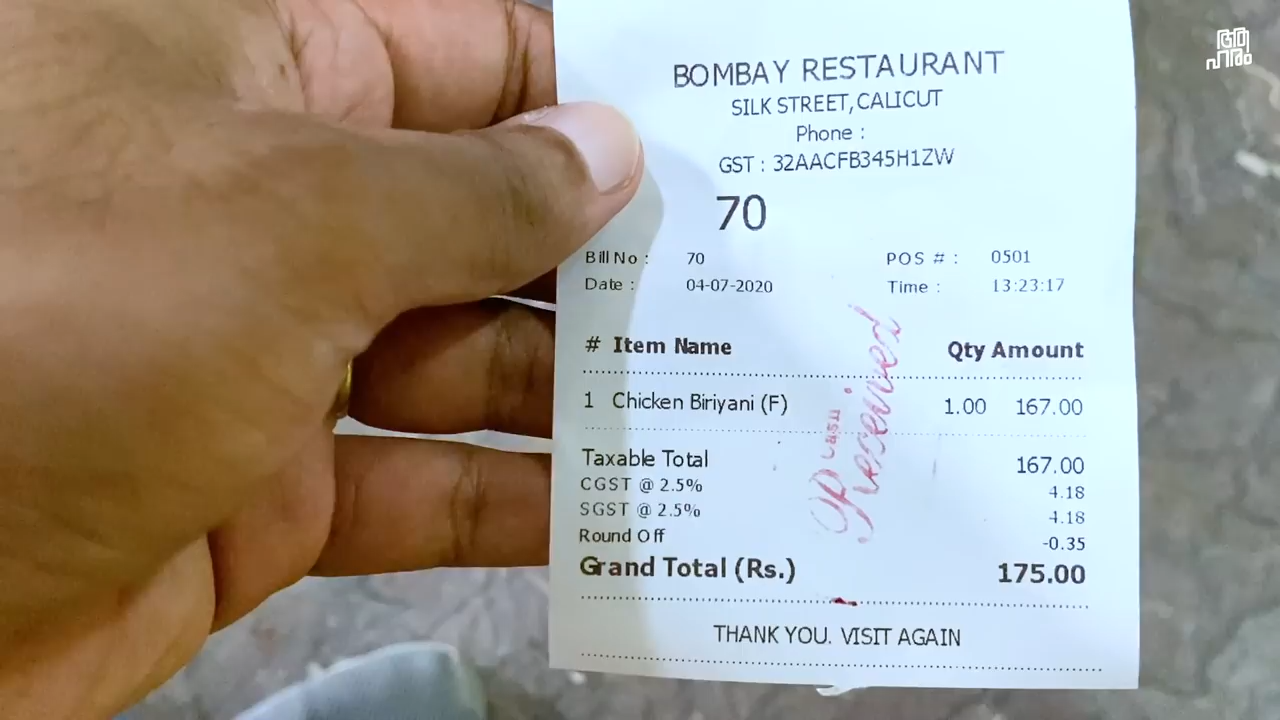 ആ
ഹാരം
BOMBAY RESTAURANT
SILK STREET,CALICUT
Phone :
GST : 32AACFB345H1ZW
70
Bill No : 70 POS # : 0501
Date : 04-07-2020 Time : 13:23:17
# Item Name Qty Amount
1 Chicken Biriyani (F) 1.00 167.00
Taxable Total 167.00
CGST @ 2.5% 4.18
SGST @ 2.5% 4.18
Round Off -0.35
Grand Total (Rs.) 175.00
Cash
Received
THANK YOU. VISIT AGAIN